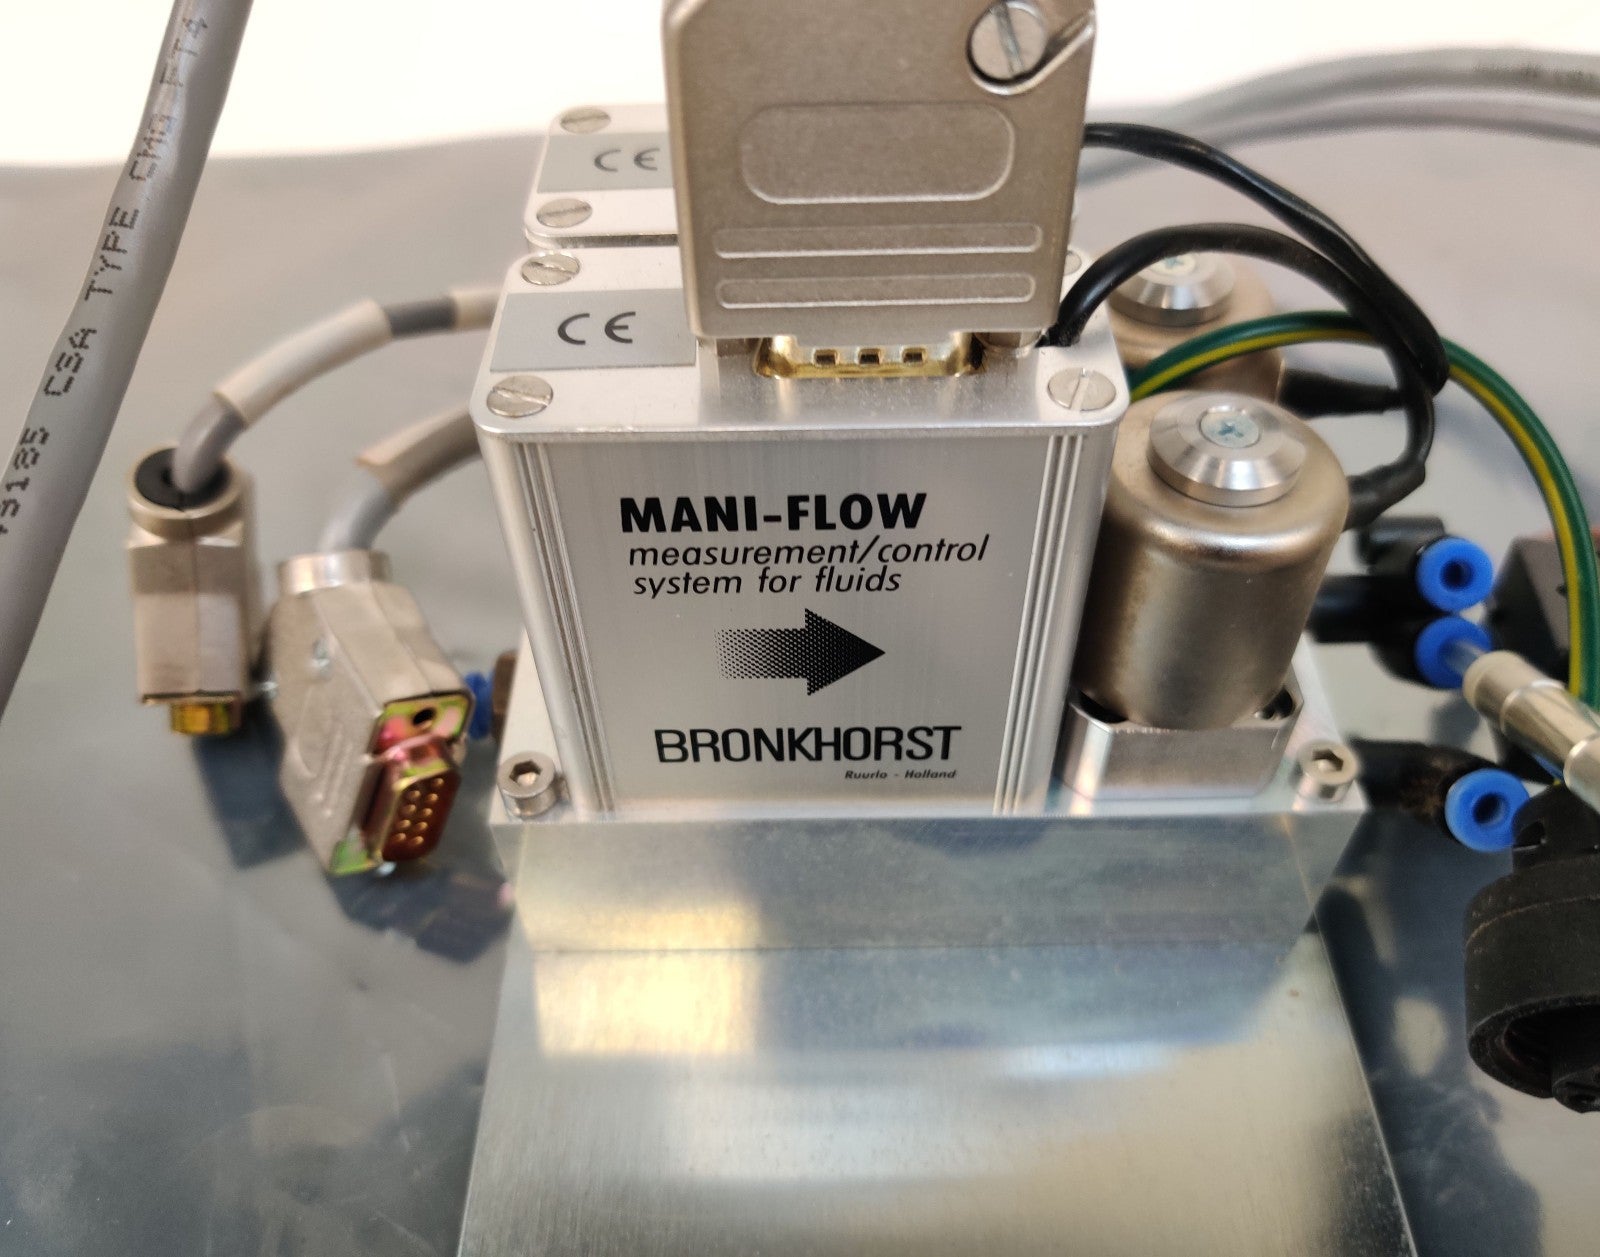 CE
CE
MANI-FLOW
measurement/control
system for fluids
BRONKHORST
Ruurlo - Holland
CSA TYPE CMG FT4